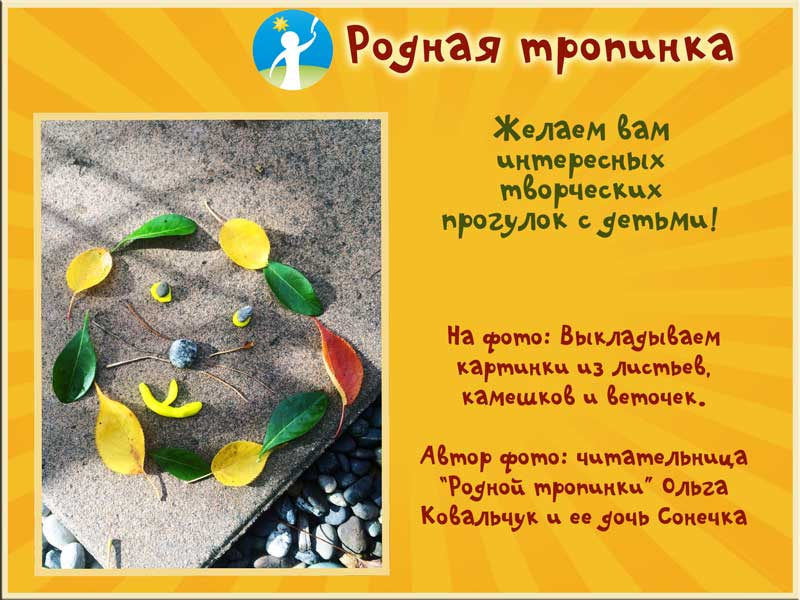 Родная тропинка
Желаем вам
интересных
творческих
прогулок с детьми!
На фото: Выкладываем
картинки из листьев,
камешков и веточек.
Автор фото: читательница
"Родной тропинки" Ольга
Ковальчук и ее дочь Сонечка